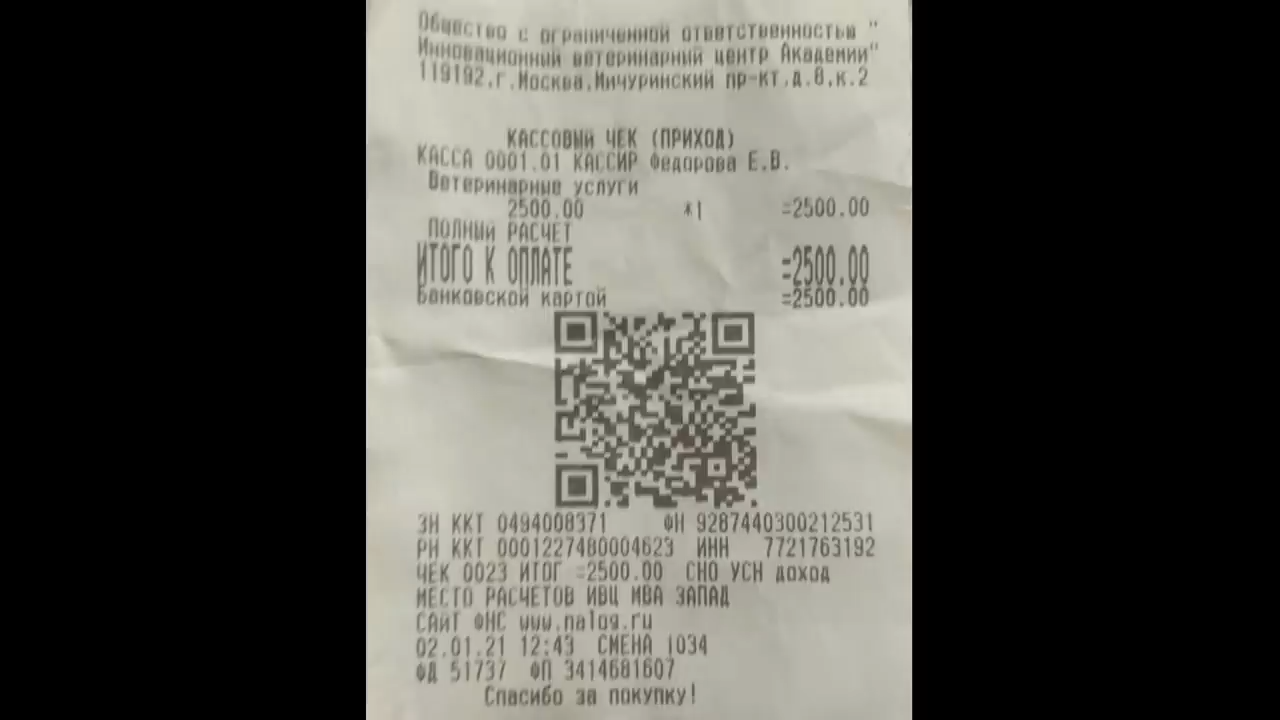 Общество с ограниченной ответственностью "
Инновационный ветеринарный центр Академии"
119192,г.Москва,Мичуринский пр-кт,д.8,к.2
КАССОВЫЙ ЧЕК (ПРИХОД)
КАССА 0001.01 КАССИР Федорова Е.В.
Ветеринарные услуги
2500.00 *1 =2500.00
ПОЛНЫЙ РАСЧЕТ
ИТОГО К ОПЛАТЕ =2500.00
Банковской картой =2500.00
ЗН ККТ 0494008371 ФН 9287440300212531
РН ККТ 0001227480004623 ИНН 7721763192
ЧЕК 0023 ИТОГ =2500.00 СНО УСН доход
МЕСТО РАСЧЕТОВ ИВЦ МВА ЗАПАД
САЙТ ФНС www.nalog.ru
02.01.21 12:43 СМЕНА 1034
ФД 51737 ФП 3414681607
Спасибо за покупку!